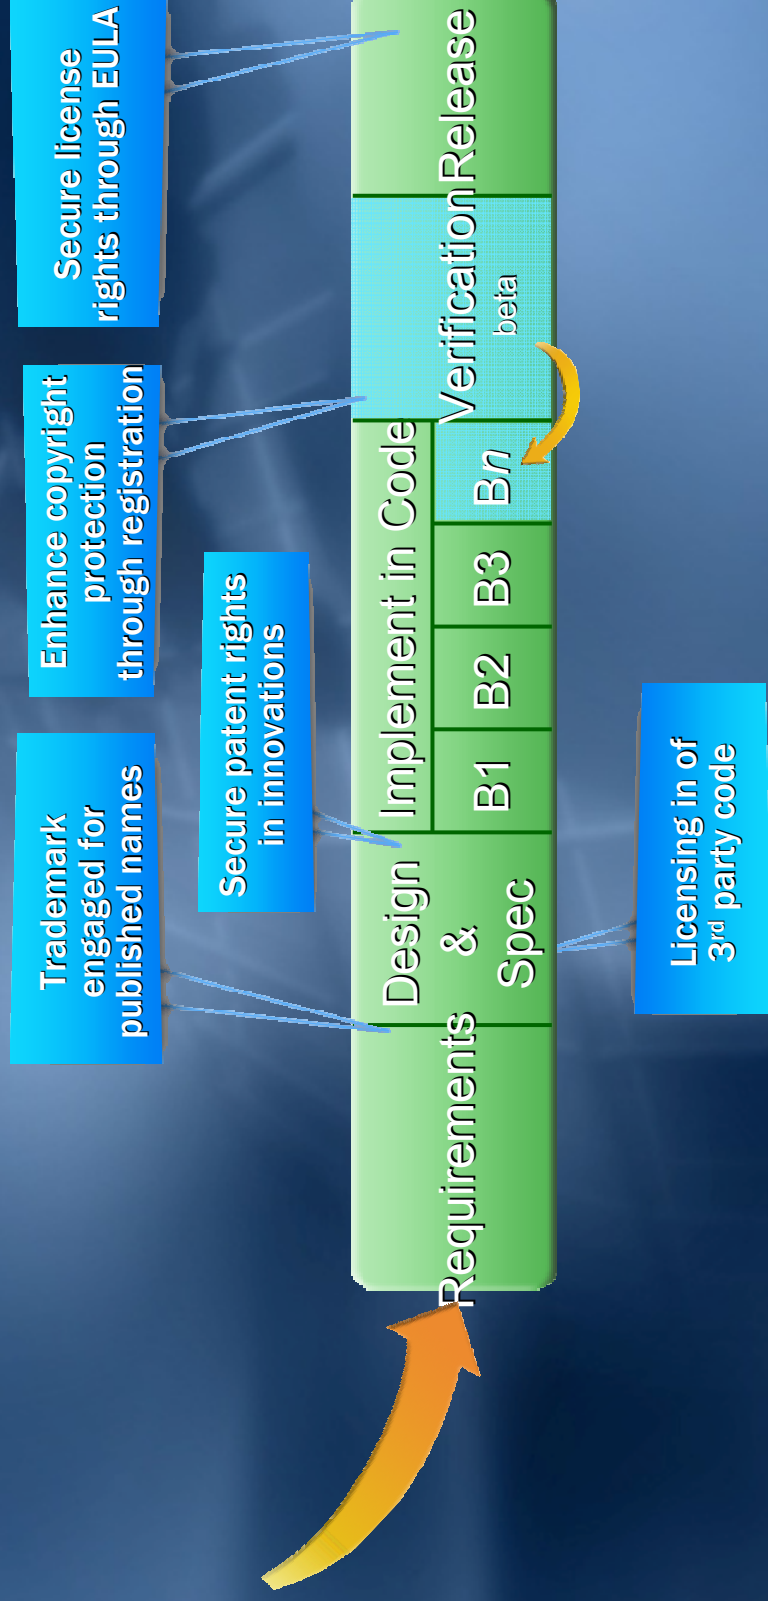 Trademark
engaged for
published names
Enhance copyright
protection
through registration
Secure license
rights through EULA
Secure patent rights
in innovations
Requirements
Design
&
Spec
Implement in Code
B1
B2
B3
Bn
Verification
beta
Release
Licensing in of
3rd party code